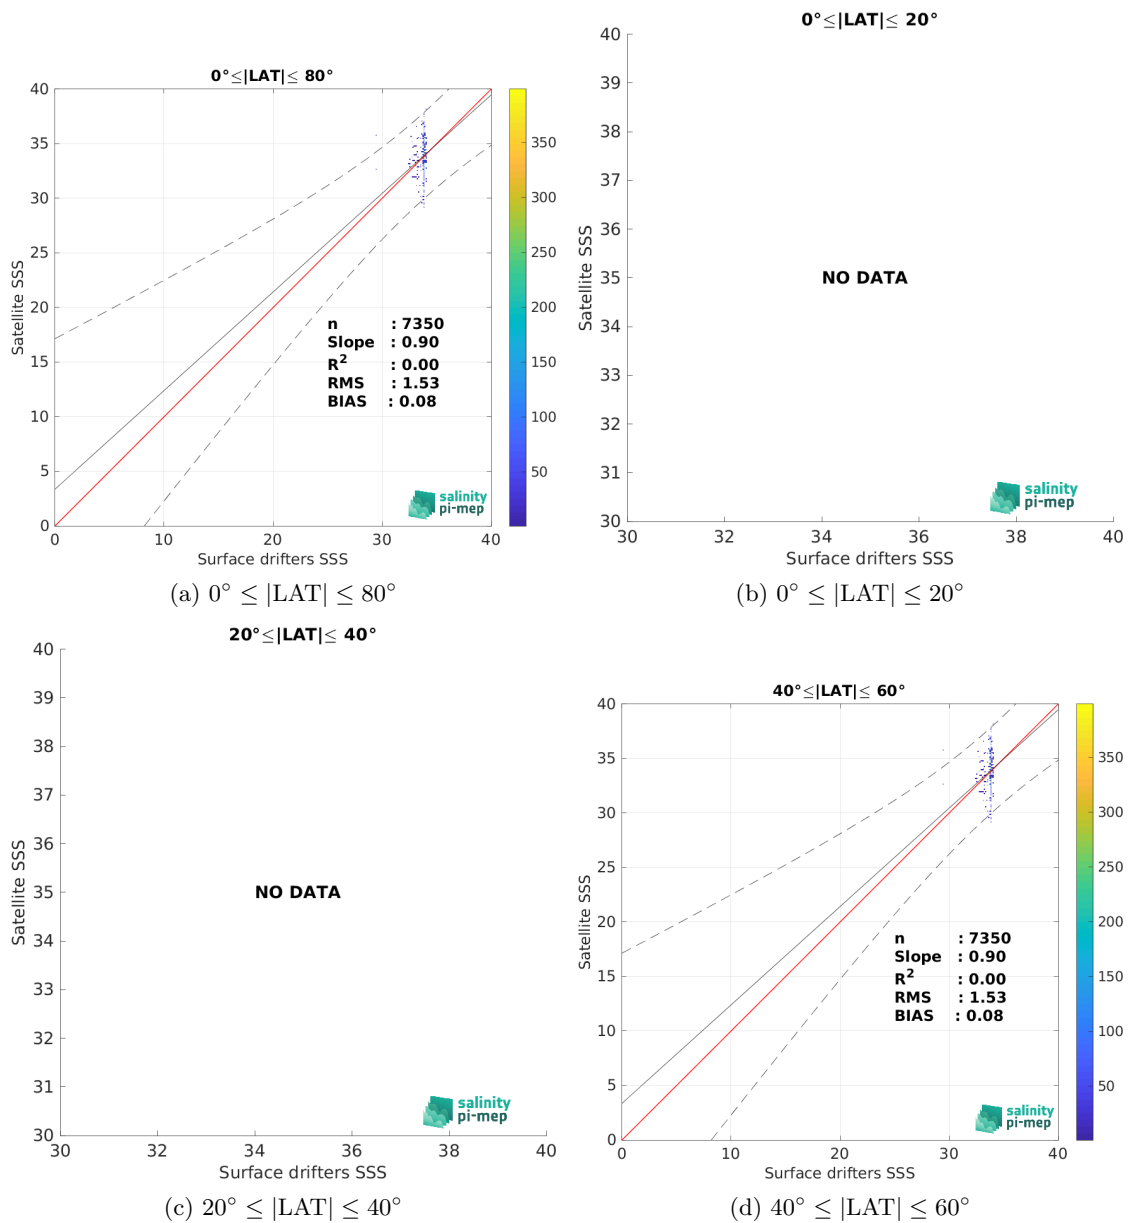 0°≤|LAT|≤ 80°
40
35
30
25
20
15
10
5
0
Satellite SSS
0
10
20
30
40
Surface drifters SSS
n : 7350
Slope : 0.90
R² : 0.00
RMS : 1.53
BIAS : 0.08
salinity
pi-mep
350
300
250
200
150
100
50
(a) 0° ≤ |LAT| ≤ 80°
0°≤|LAT|≤ 20°
40
39
38
37
36
35
34
33
32
31
30
Satellite SSS
NO DATA
salinity
pi-mep
30
32
34
36
38
40
Surface drifters SSS
(b) 0° ≤ |LAT| ≤ 20°
20°≤|LAT|≤ 40°
40
39
38
37
36
35
34
33
32
31
30
Satellite SSS
NO DATA
salinity
pi-mep
30
32
34
36
38
40
Surface drifters SSS
(c) 20° ≤ |LAT| ≤ 40°
40°≤|LAT|≤ 60°
40
35
30
25
20
15
10
5
0
Satellite SSS
n : 7350
Slope : 0.90
R² : 0.00
RMS : 1.53
BIAS : 0.08
salinity
pi-mep
0
10
20
30
40
Surface drifters SSS
350
300
250
200
150
100
50
(d) 40° ≤ |LAT| ≤ 60°